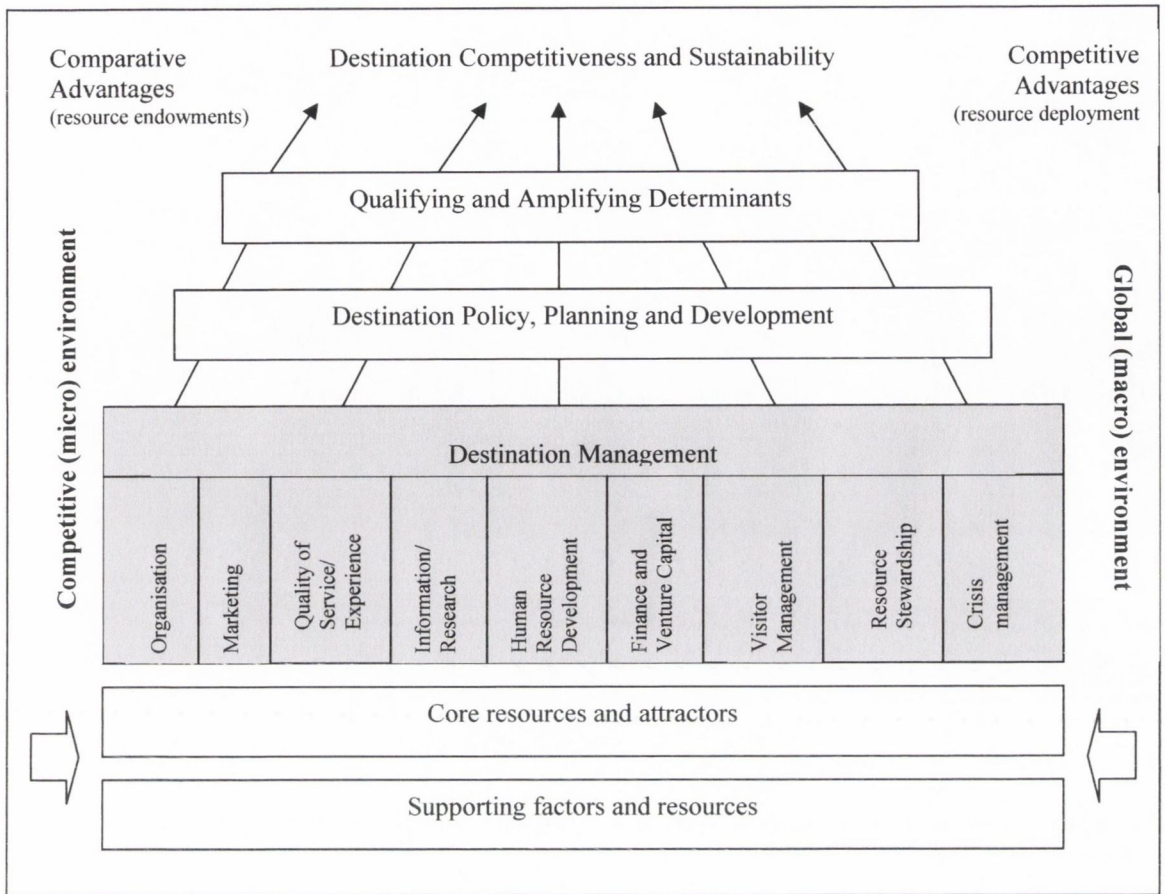 Comparative
Advantages
(resource endowments)
Destination Competitiveness and Sustainability
Competitive
Advantages
(resource deployment
Qualifying and Amplifying Determinants
Destination Policy, Planning and Development
Competitive (micro) environment
Global (macro) environment
Destination Management
Organisation
Marketing
Quality of
Service/
Experience
Information/
Research
Human
Resource
Development
Finance and
Venture Capital
Visitor
Management
Resource
Stewardship
Crisis
management
Core resources and attractors
Supporting factors and resources